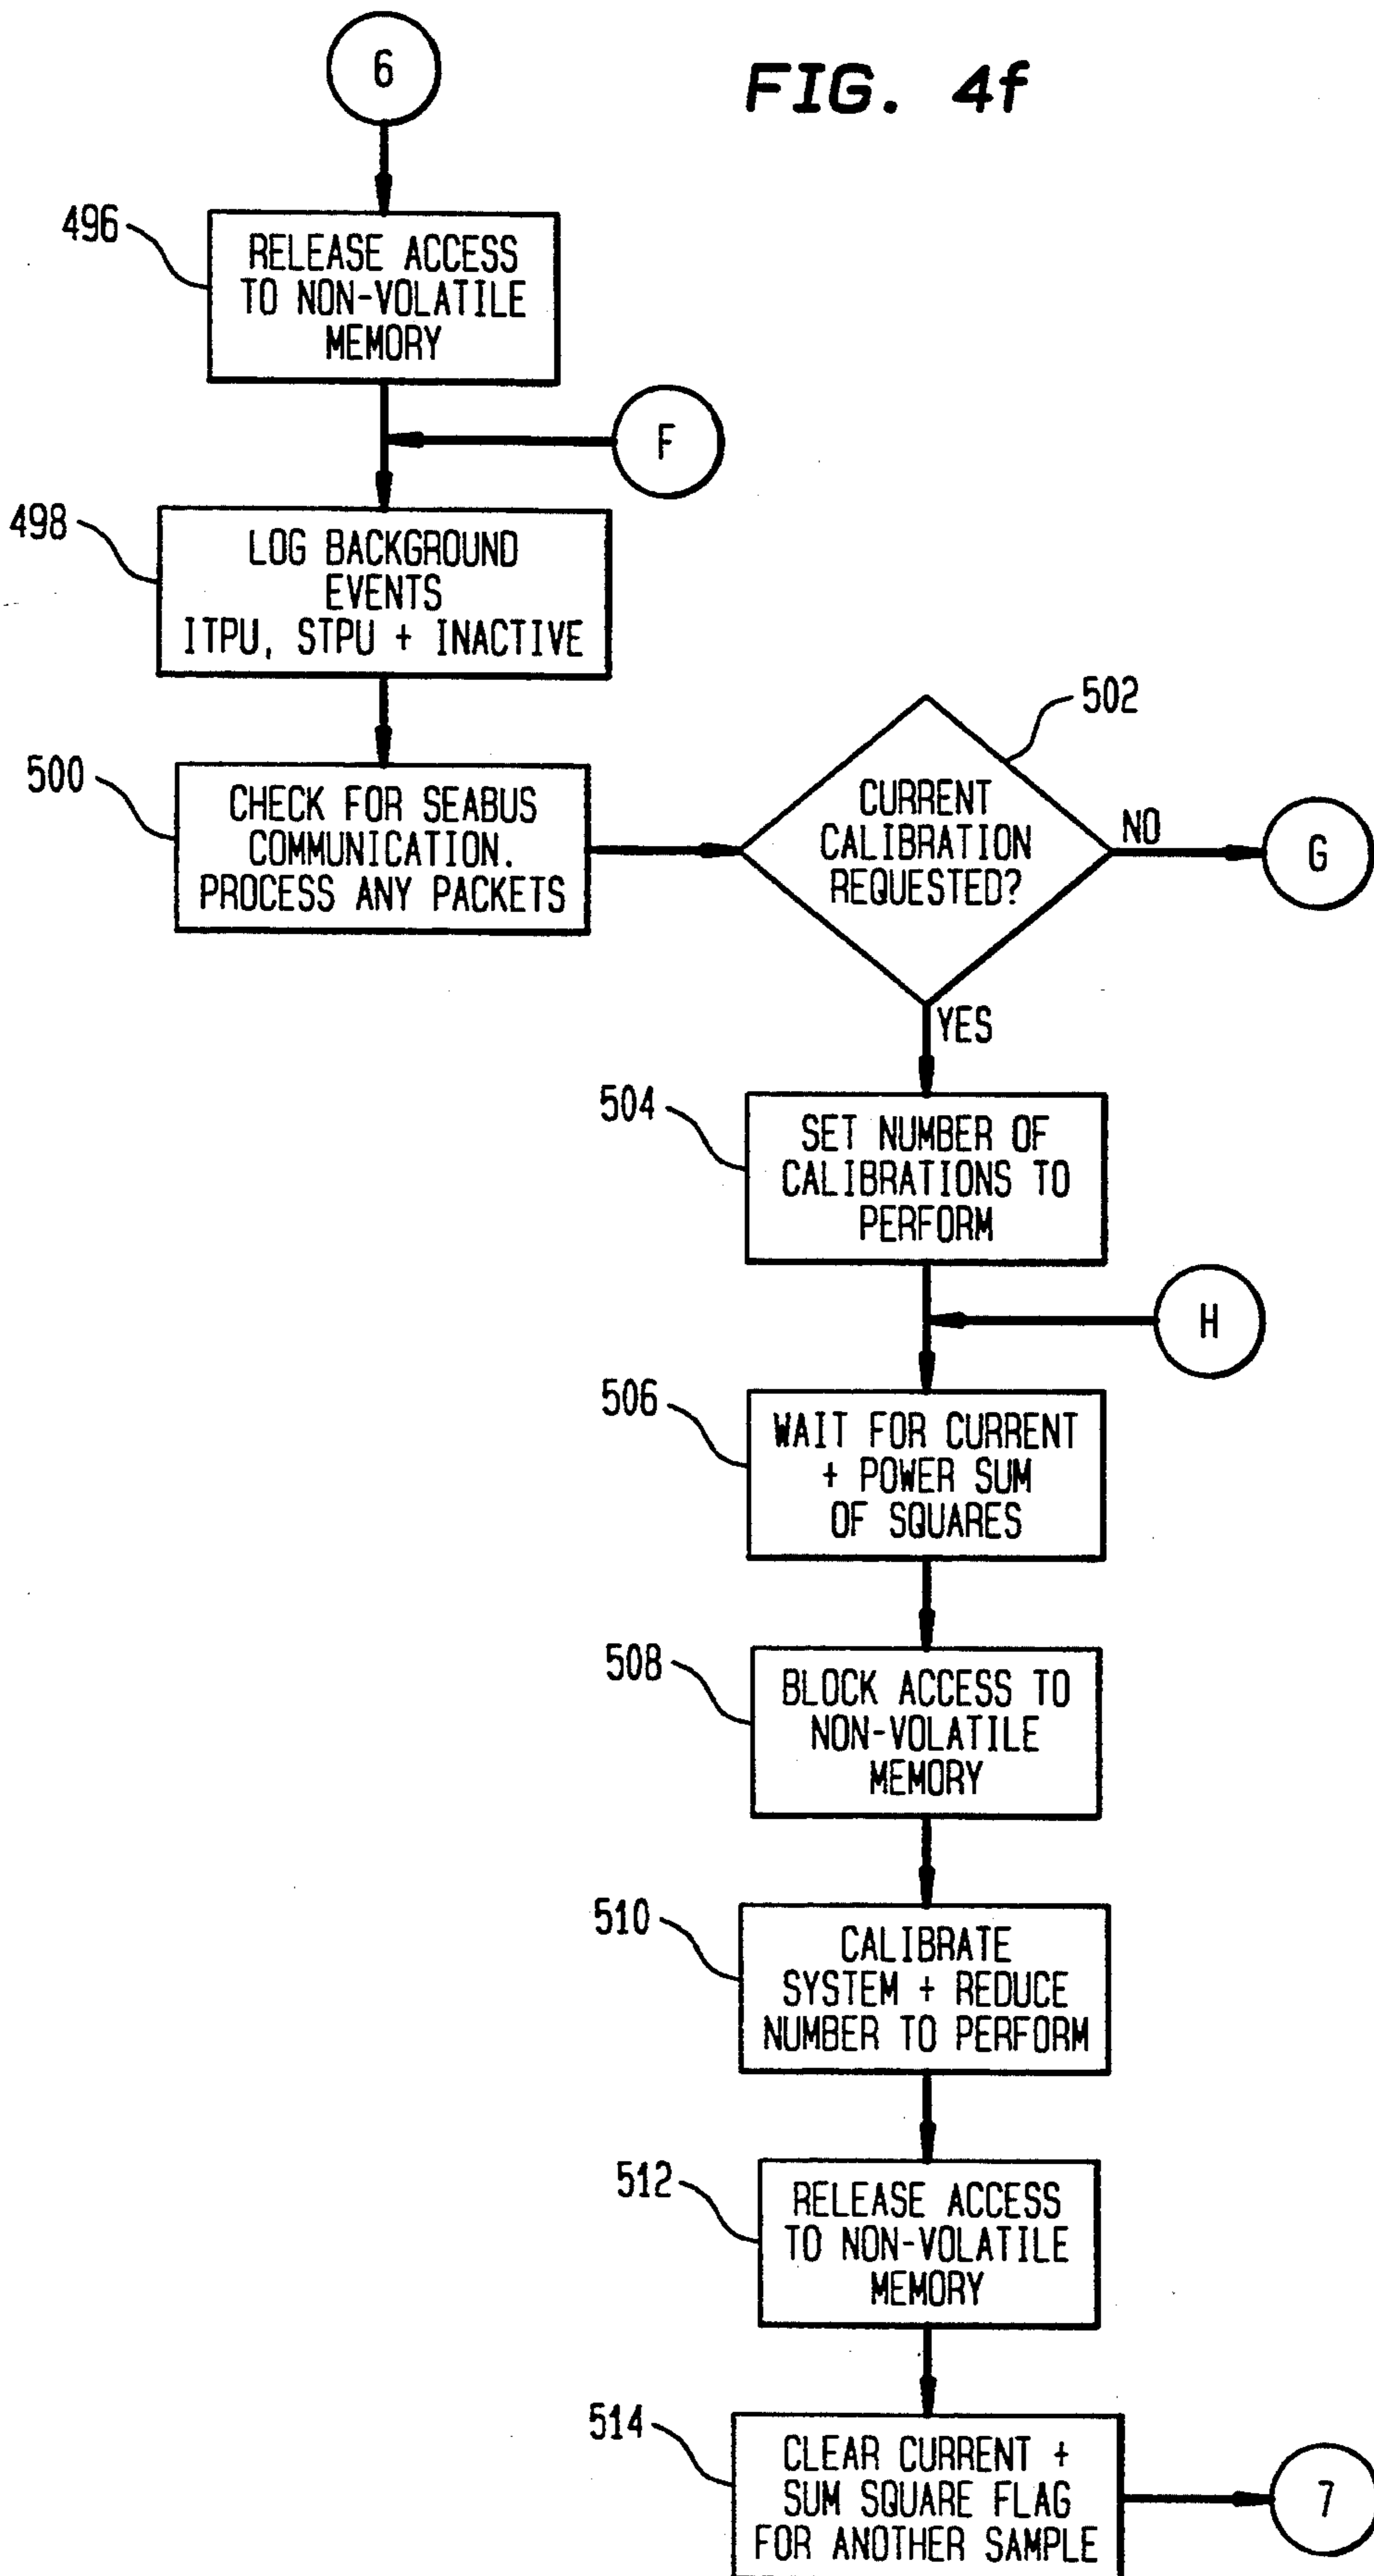 FIG. 4f
6
496
RELEASE ACCESS
TO NON-VOLATILE
MEMORY
F
498
LOG BACKGROUND
EVENTS
ITPU, STPU + INACTIVE
500
CHECK FOR SEABUS
COMMUNICATION.
PROCESS ANY PACKETS
502
CURRENT
CALIBRATION
REQUESTED?
NO
G
YES
504
SET NUMBER OF
CALIBRATIONS TO
PERFORM
H
506
WAIT FOR CURRENT
+ POWER SUM
OF SQUARES
508
BLOCK ACCESS TO
NON-VOLATILE
MEMORY
510
CALIBRATE
SYSTEM + REDUCE
NUMBER TO PERFORM
512
RELEASE ACCESS
TO NON-VOLATILE
MEMORY
514
CLEAR CURRENT +
SUM SQUARE FLAG
FOR ANOTHER SAMPLE
7